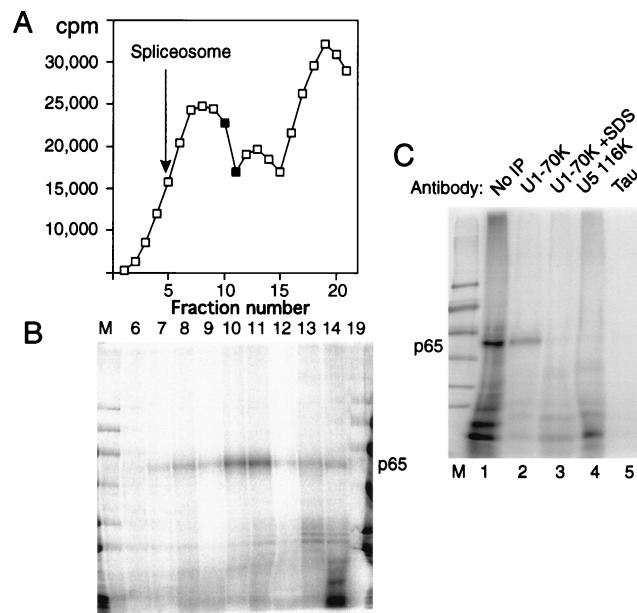 A
cpm
Spliceosome
30,000
25,000
20,000
15,000
10,000
5 10 15 20
Fraction number
B
M 6 7 8 9 10 11 12 13 14 19
p65
C
Antibody: No IP U1-70K U1-70K +SDS U5 116K Tau
p65
M 1 2 3 4 5